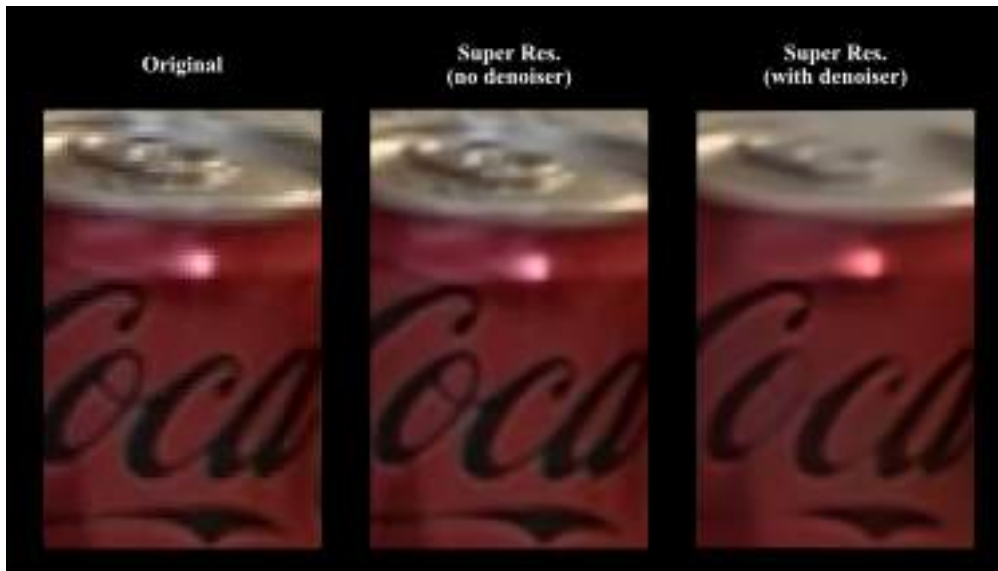 Original
Super Res.
(no denoiser)
Super Res.
(with denoiser)
Coca
Coca
Coca